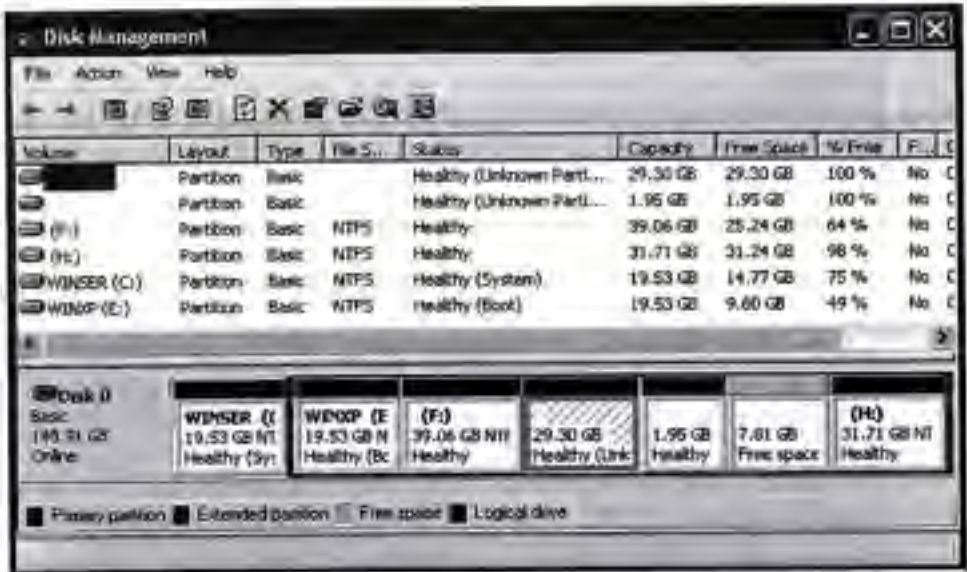 Disk Management
File Action View Help
Volume Layout Type File S... Status Capacity Free Space % Free F...
Partition Basic Healthy (Unknown Parti... 29.30 GB 29.30 GB 100 % No
Partition Basic Healthy (Unknown Parti... 1.95 GB 1.95 GB 100 % No
(F:) Partition Basic NTFS Healthy 39.06 GB 25.24 GB 64 % No
(H:) Partition Basic NTFS Healthy 31.71 GB 31.24 GB 98 % No
WINSER (C:) Partition Basic NTFS Healthy (System) 19.53 GB 14.77 GB 75 % No
WINXP (E:) Partition Basic NTFS Healthy (Boot) 19.53 GB 9.60 GB 49 % No
Disk 0
Basic
GB
Online
WINSER (C
19.53 GB NT
Healthy (Sys
WINXP (E
19.53 GB N
Healthy (Bo
(F:)
39.06 GB NTF
Healthy
29.30 GB
Healthy (Unk
1.95 GB
Healthy
7.81 GB
Free space
(H:)
31.71 GB NT
Healthy
Primary partition Extended partition Free space Logical drive